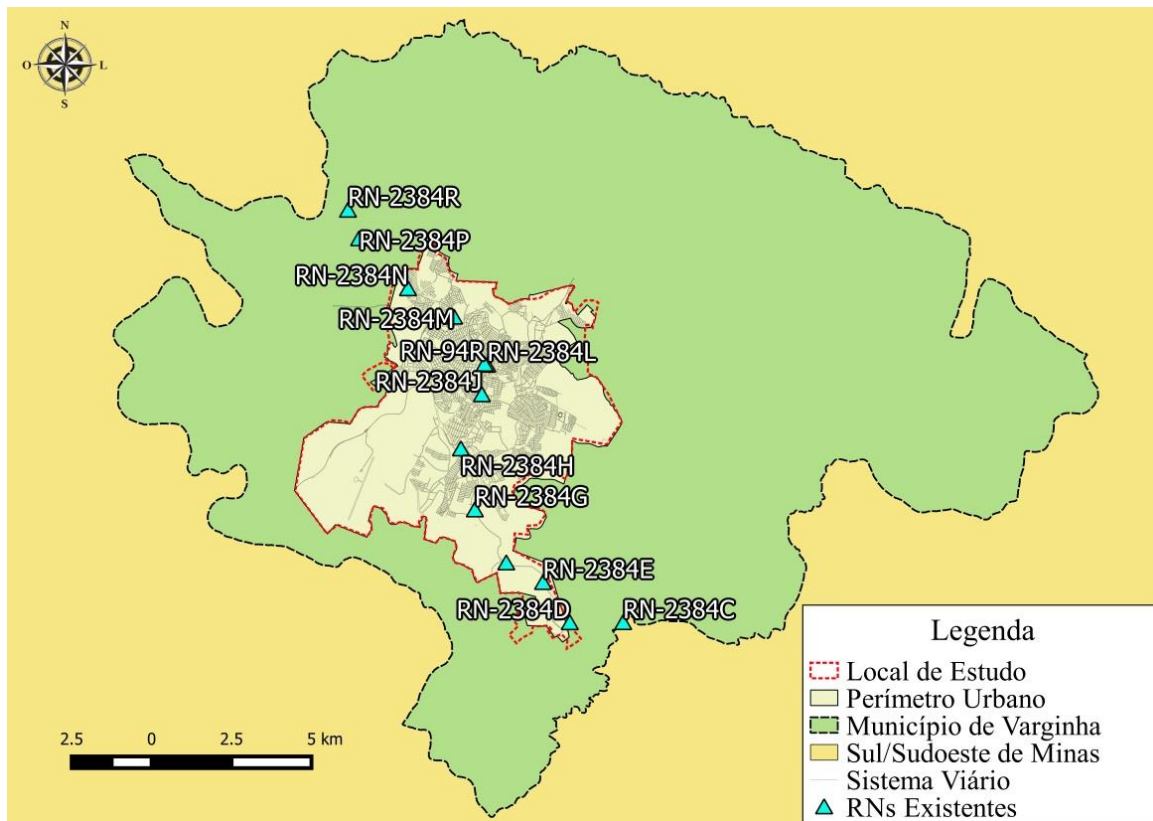 N
O L
S
RN-2384R
RN-2384P
RN-2384N
RN-2384M
RN-94R RN-2384L
RN-2384J
RN-2384H
RN-2384G
RN-2384E
RN-2384D RN-2384C
2.5 0 2.5 5 km
Legenda
Local de Estudo
Perímetro Urbano
Município de Varginha
Sul/Sudoeste de Minas
Sistema Viário
RNs Existentes